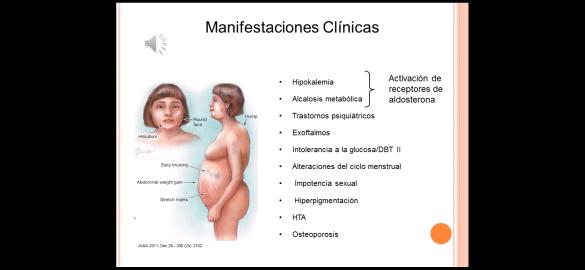 Manifestaciones Clínicas
Hipokalemia
Alcalosis metabólica
Activación de
receptores de
aldosterona
Trastornos psiquiátricos
Exoftalmos
Intolerancia a la glucosa/DBT II
Alteraciones del ciclo menstrual
Impotencia sexual
Hiperpigmentación
HTA
Osteoporosis
Round
face
Hump
Hirsutism
Easy bruising
Abdominal weight gain
Stretch marks
JAMA 2011, Dec 28 - 306 (24): 2742